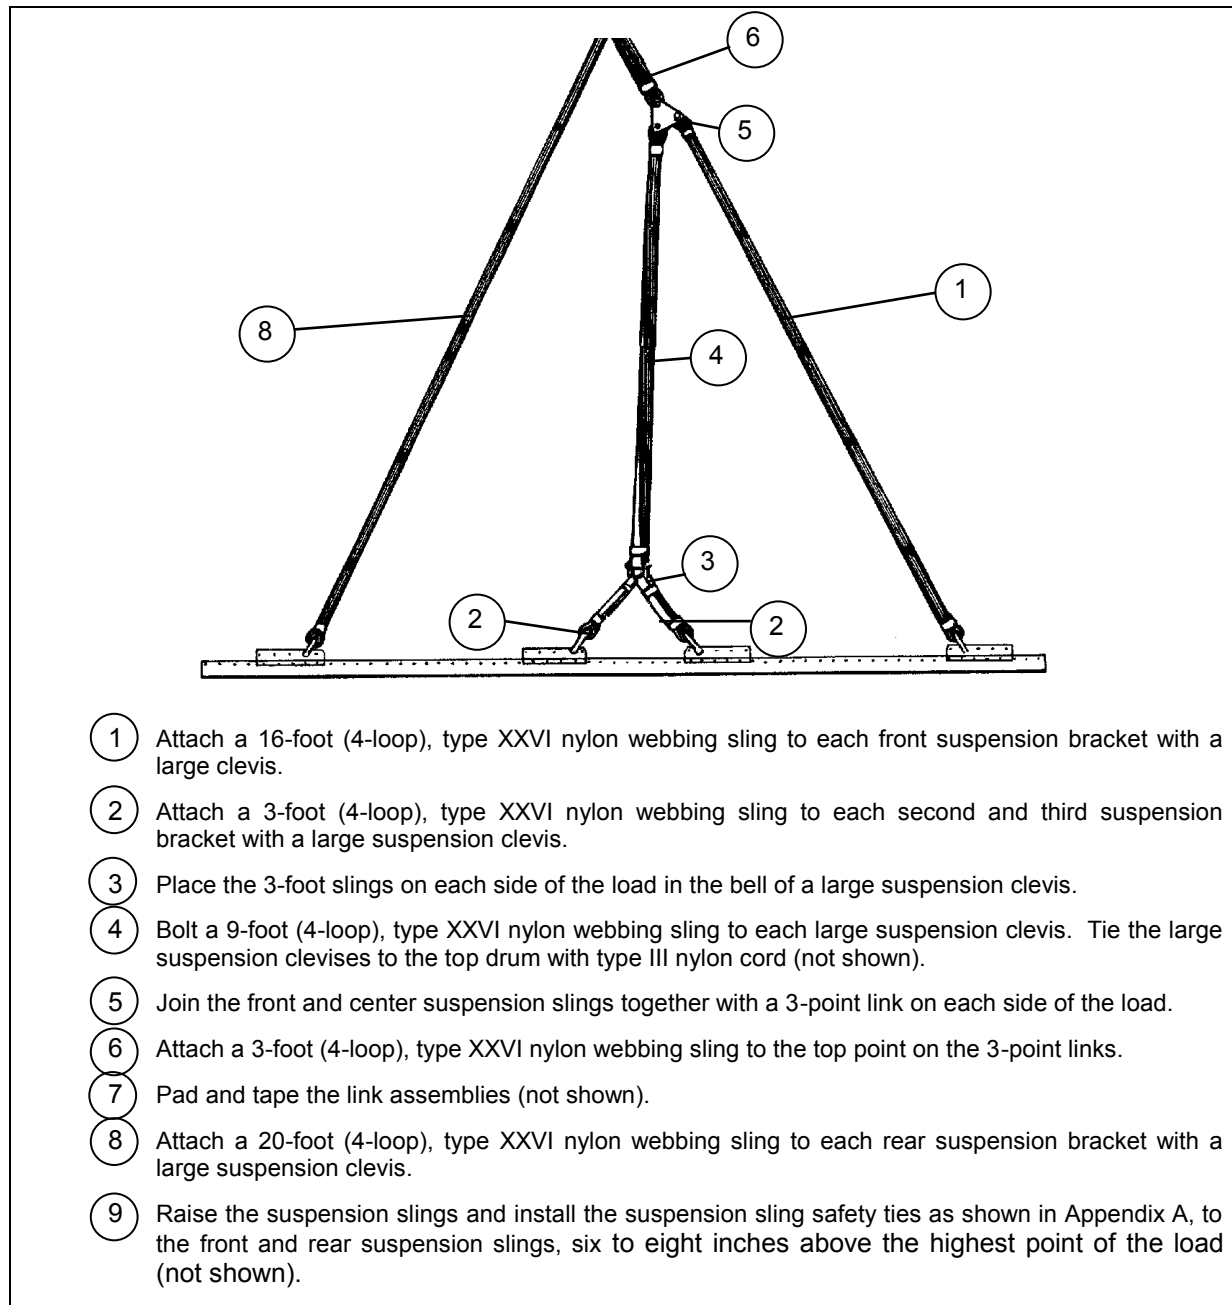 6
5
1
8
4
3
2
2
1 Attach a 16-foot (4-loop), type XXVI nylon webbing sling to each front suspension bracket with a
large clevis.
2 Attach a 3-foot (4-loop), type XXVI nylon webbing sling to each second and third suspension
bracket with a large suspension clevis.
3 Place the 3-foot slings on each side of the load in the bell of a large suspension clevis.
4 Bolt a 9-foot (4-loop), type XXVI nylon webbing sling to each large suspension clevis. Tie the large
suspension clevises to the top drum with type III nylon cord (not shown).
5 Join the front and center suspension slings together with a 3-point link on each side of the load.
6 Attach a 3-foot (4-loop), type XXVI nylon webbing sling to the top point on the 3-point links.
7 Pad and tape the link assemblies (not shown).
8 Attach a 20-foot (4-loop), type XXVI nylon webbing sling to each rear suspension bracket with a
large suspension clevis.
9 Raise the suspension slings and install the suspension sling safety ties as shown in Appendix A, to
the front and rear suspension slings, six to eight inches above the highest point of the load
(not shown).